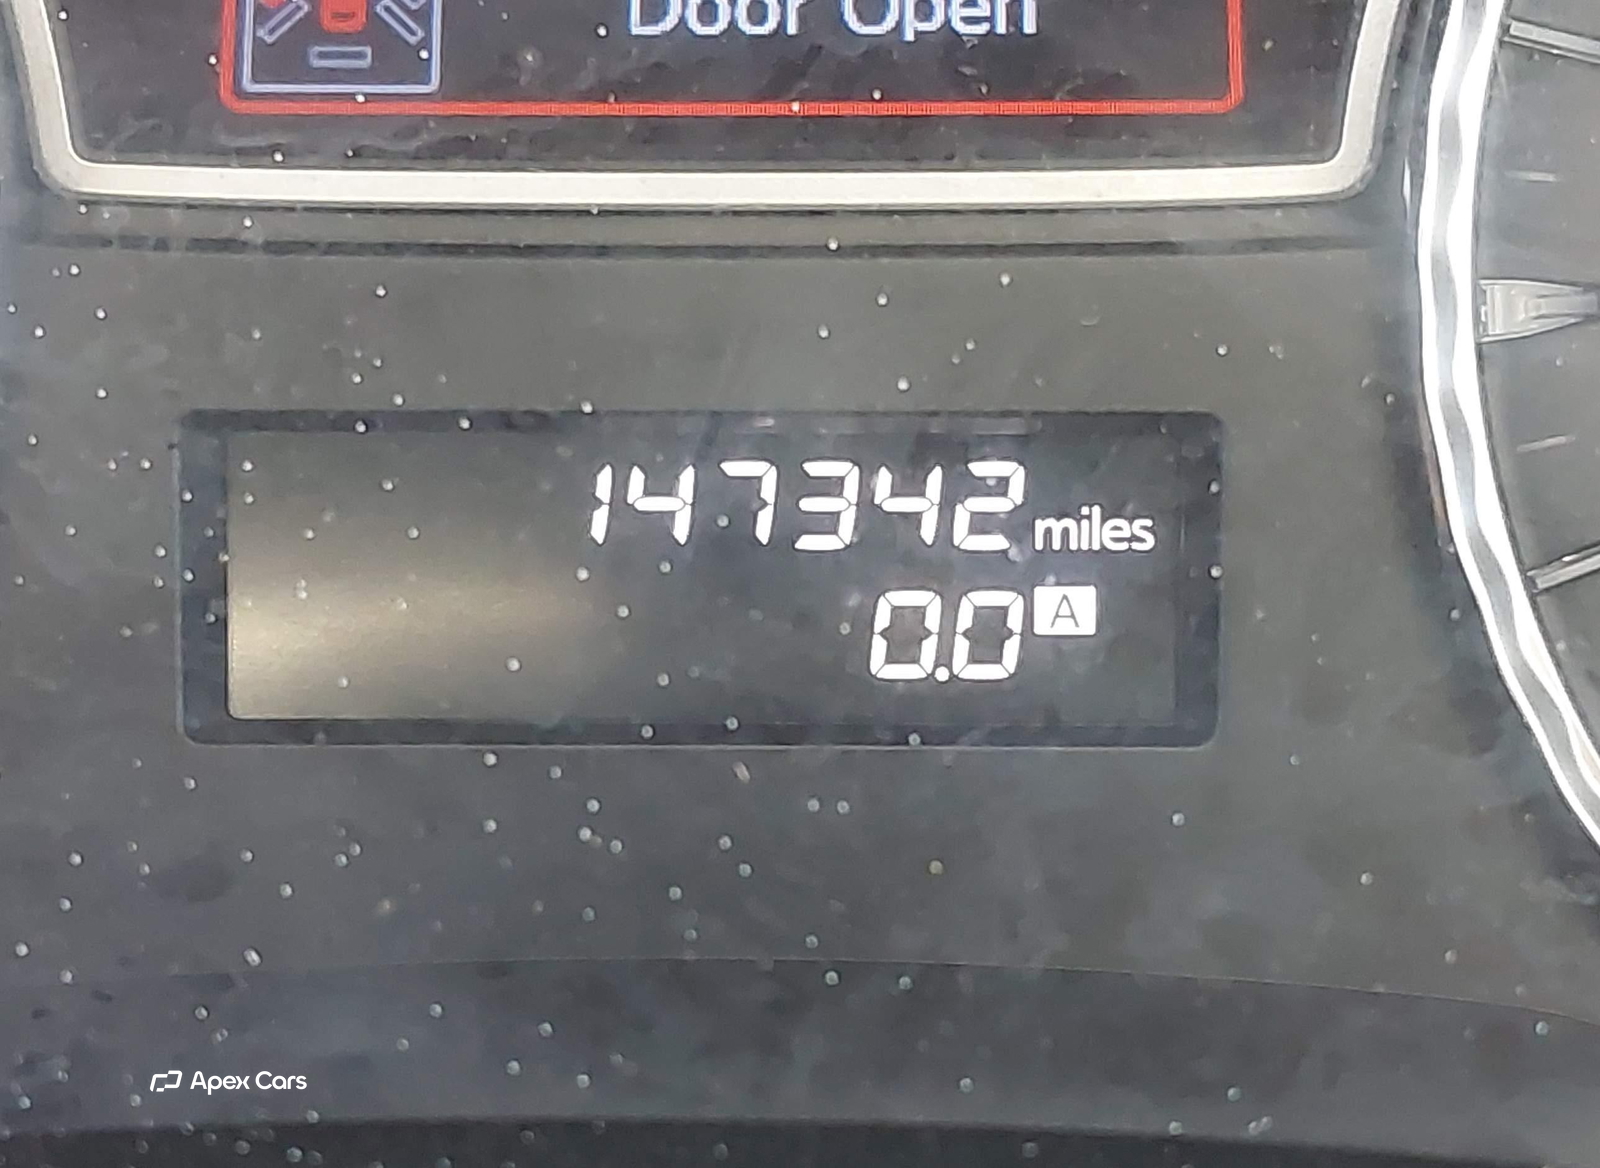 Door Open
147342 miles
0.0 A
Apex Cars